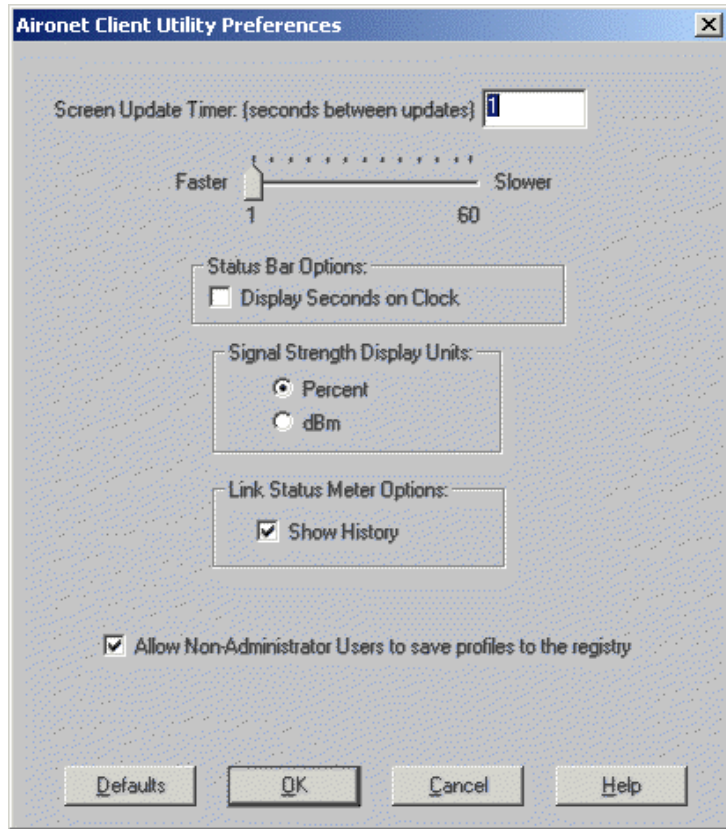 Aironet Client Utility Preferences
Screen Update Timer: (seconds between updates) 1
Faster Slower
1 60
Status Bar Options:
Display Seconds on Clock
Signal Strength Display Units:
Percent
dBm
Link Status Meter Options:
Show History
Allow Non-Administrator Users to save profiles to the registry
Defaults OK Cancel Help